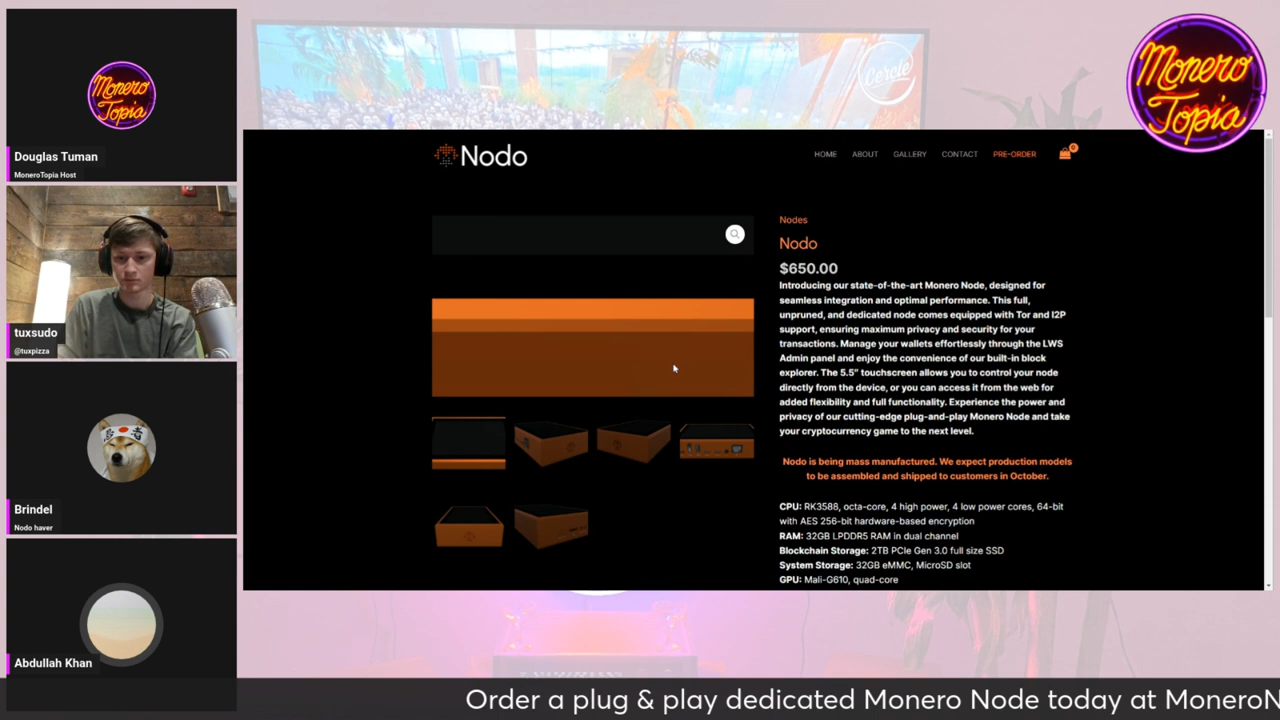 Monero
Topia
Douglas Tuman
MoneroTopia Host
tuxsudo
@tuxpizza
Brindel
Nodo haver
Abdullah Khan
Cercle
Monero
Topia
Nodo
HOME
ABOUT
GALLERY
CONTACT
PRE-ORDER
0
Nodes
Nodo
$650.00
Introducing our state-of-the-art Monero Node, designed for
seamless integration and optimal performance. This full,
unpruned, and dedicated node comes equipped with Tor and I2P
support, ensuring maximum privacy and security for your
transactions. Manage your wallets effortlessly through the LWS
Admin panel and enjoy the convenience of our built-in block
explorer. The 5.5" touchscreen allows you to control your node
directly from the device, or you can access it from the web for
added flexibility and full functionality. Experience the power and
privacy of our cutting-edge plug-and-play Monero Node and take
your cryptocurrency game to the next level.
Nodo is being mass manufactured. We expect production models
to be assembled and shipped to customers in October.
CPU: RK3588, octa-core, 4 high power, 4 low power cores, 64-bit
with AES 256-bit hardware-based encryption
RAM: 32GB LPDDR5 RAM in dual channel
Blockchain Storage: 2TB PCIe Gen 3.0 full size SSD
System Storage: 32GB eMMC, MicroSD slot
GPU: Mali-G610, quad-core
Order a plug & play dedicated Monero Node today at MoneroN